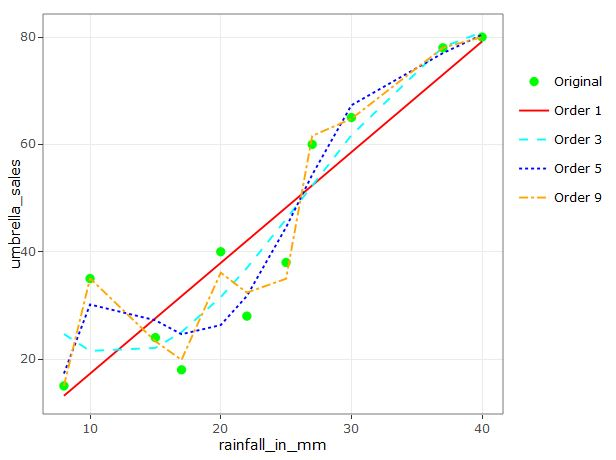 80
60
40
20
umbrella_sales
10 20 30 40
rainfall_in_mm
Original
Order 1
Order 3
Order 5
Order 9